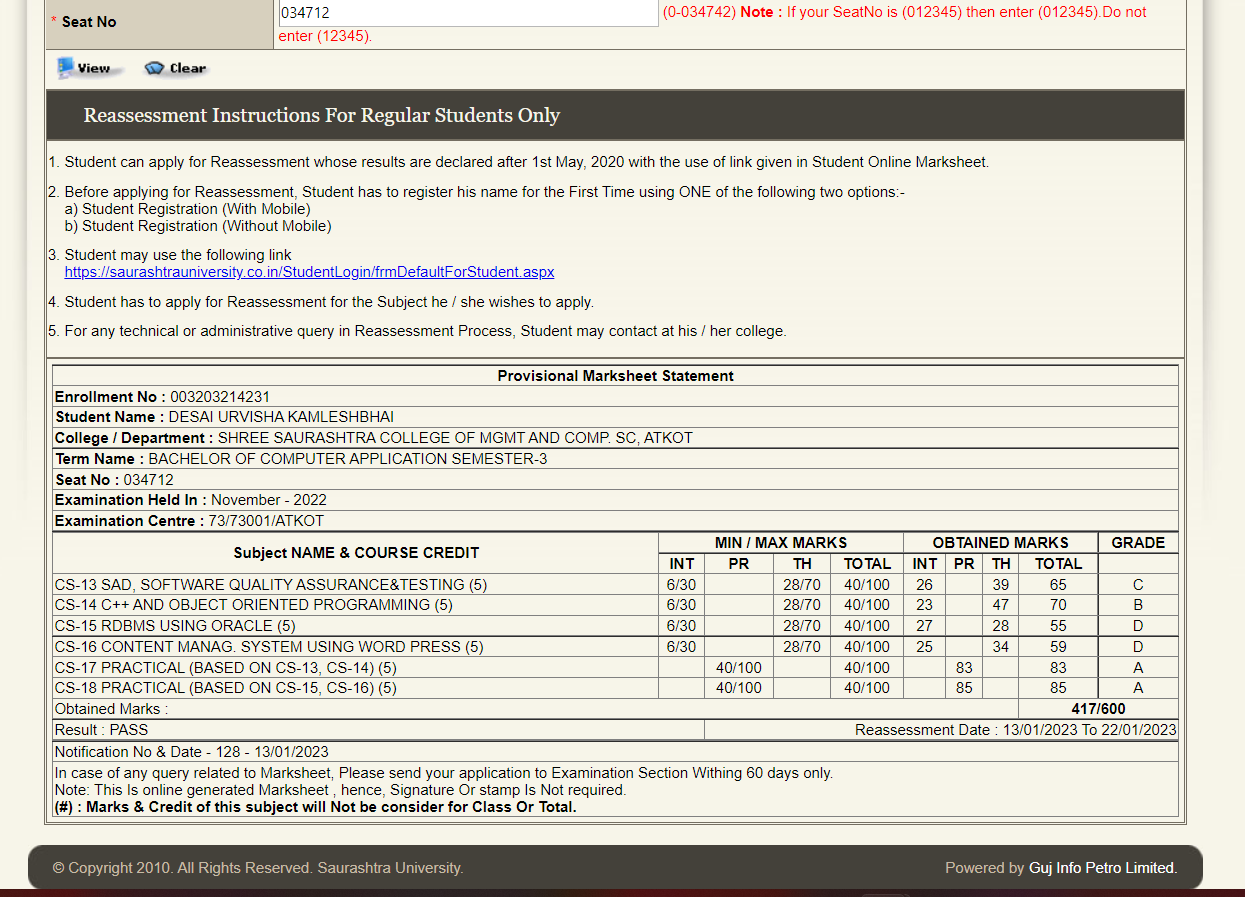 * Seat No 034712 (0-034742) Note : If your SeatNo is (012345) then enter (012345).Do not
enter (12345).
View Clear
Reassessment Instructions For Regular Students Only
1. Student can apply for Reassessment whose results are declared after 1st May, 2020 with the use of link given in Student Online Marksheet.
2. Before applying for Reassessment, Student has to register his name for the First Time using ONE of the following two options:-
a) Student Registration (With Mobile)
b) Student Registration (Without Mobile)
3. Student may use the following link
https://saurashtrauniversity.co.in/StudentLogin/frmDefaultForStudent.aspx
4. Student has to apply for Reassessment for the Subject he / she wishes to apply.
5. For any technical or administrative query in Reassessment Process, Student may contact at his / her college.
Provisional Marksheet Statement
Enrollment No : 003203214231
Student Name : DESAI URVISHA KAMLESHBHAI
College / Department : SHREE SAURASHTRA COLLEGE OF MGMT AND COMP. SC, ATKOT
Term Name : BACHELOR OF COMPUTER APPLICATION SEMESTER-3
Seat No : 034712
Examination Held In : November - 2022
Examination Centre : 73/73001/ATKOT
Subject NAME & COURSE CREDIT MIN / MAX MARKS OBTAINED MARKS GRADE
INT PR TH TOTAL INT PR TH TOTAL
CS-13 SAD, SOFTWARE QUALITY ASSURANCE&TESTING (5) 6/30 28/70 40/100 26 39 65 C
CS-14 C++ AND OBJECT ORIENTED PROGRAMMING (5) 6/30 28/70 40/100 23 47 70 B
CS-15 RDBMS USING ORACLE (5) 6/30 28/70 40/100 27 28 55 D
CS-16 CONTENT MANAG. SYSTEM USING WORD PRESS (5) 6/30 28/70 40/100 25 34 59 D
CS-17 PRACTICAL (BASED ON CS-13, CS-14) (5) 40/100 40/100 83 83 A
CS-18 PRACTICAL (BASED ON CS-15, CS-16) (5) 40/100 40/100 85 85 A
Obtained Marks : 417/600
Result : PASS Reassessment Date : 13/01/2023 To 22/01/2023
Notification No & Date - 128 - 13/01/2023
In case of any query related to Marksheet, Please send your application to Examination Section Withing 60 days only.
Note: This Is online generated Marksheet , hence, Signature Or stamp Is Not required.
(#) : Marks & Credit of this subject will Not be consider for Class Or Total.
© Copyright 2010. All Rights Reserved. Saurashtra University. Powered by Guj Info Petro Limited.